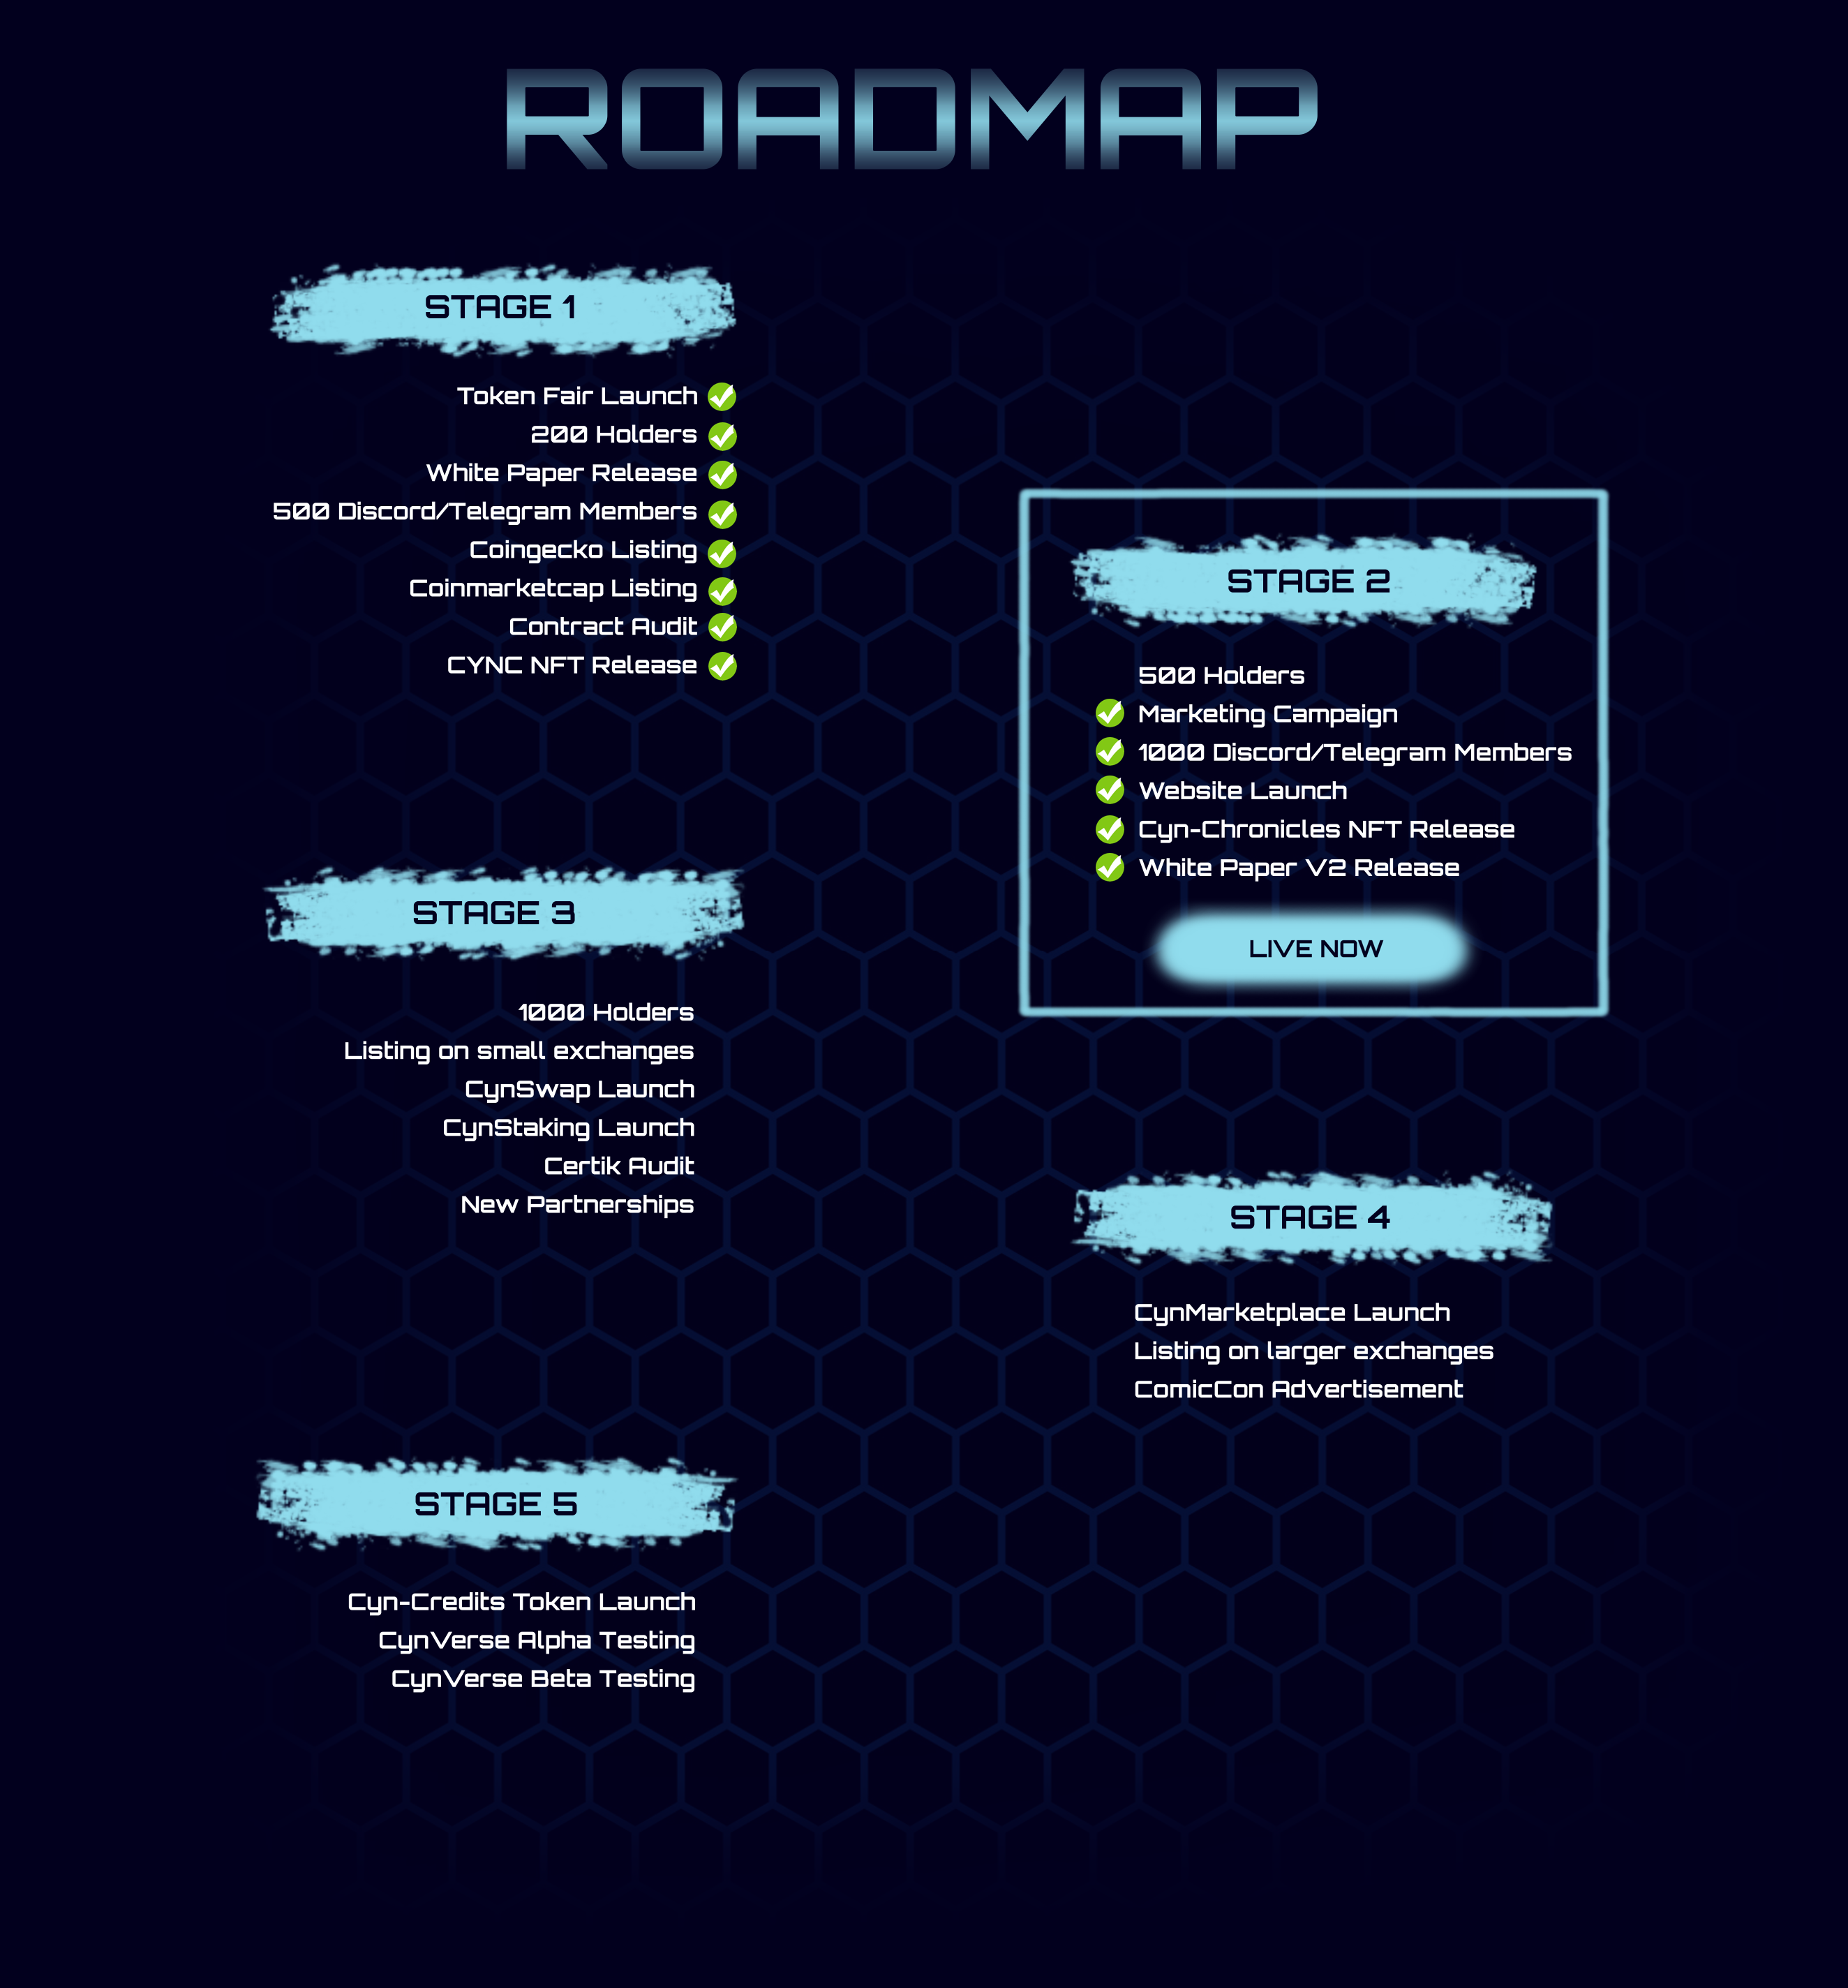 ROADMAP
STAGE 1
Token Fair Launch
200 Holders
White Paper Release
500 Discord/Telegram Members
Coingecko Listing
Coinmarketcap Listing
Contract Audit
CYNC NFT Release
STAGE 2
500 Holders
Marketing Campaign
1000 Discord/Telegram Members
Website Launch
Cyn-Chronicles NFT Release
White Paper V2 Release
LIVE NOW
STAGE 3
1000 Holders
Listing on small exchanges
CynSwap Launch
CynStaking Launch
Certik Audit
New Partnerships
STAGE 4
CynMarketplace Launch
Listing on larger exchanges
ComicCon Advertisement
STAGE 5
Cyn-Credits Token Launch
CynVerse Alpha Testing
CynVerse Beta Testing